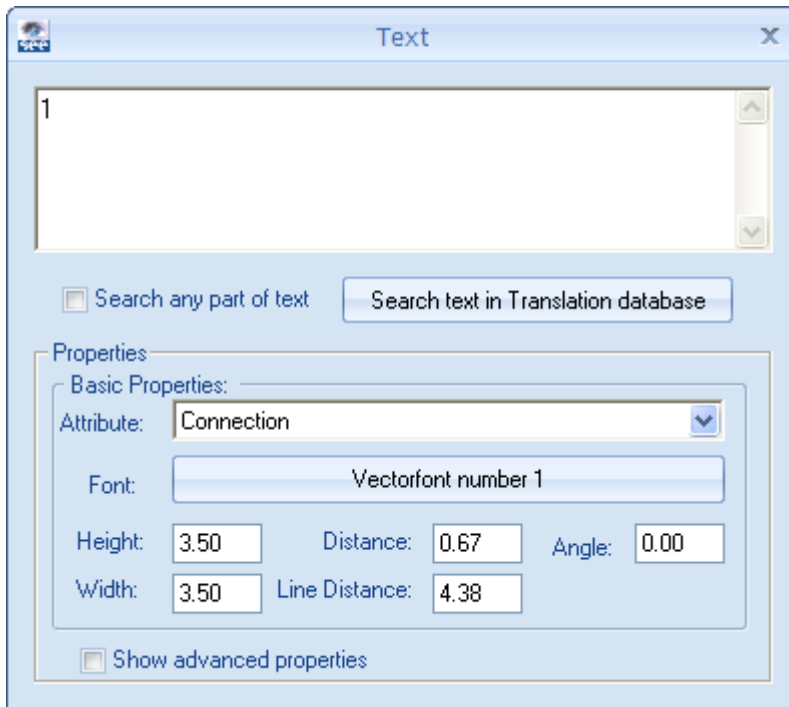 see
Text
1
Search any part of text
Search text in Translation database
Properties
Basic Properties:
Attribute: Connection
Font: Vectorfont number 1
Height: 3.50 Distance: 0.67 Angle: 0.00
Width: 3.50 Line Distance: 4.38
Show advanced properties